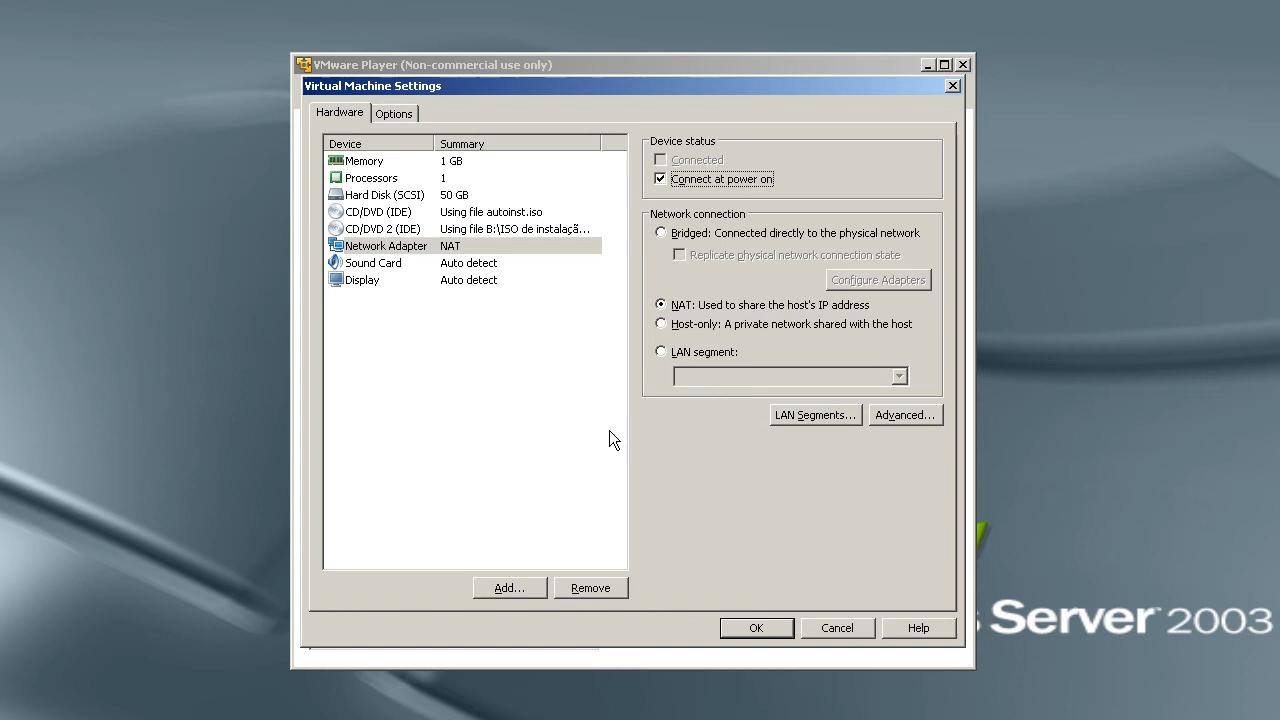 VMware Player (Non-commercial use only)
Virtual Machine Settings
Hardware
Options
Device Summary
Memory 1 GB
Processors 1
Hard Disk (SCSI) 50 GB
CD/DVD (IDE) Using file autoinst.iso
CD/DVD 2 (IDE) Using file B:\ISO de instalaçã...
Network Adapter NAT
Sound Card Auto detect
Display Auto detect
Add...
Remove
Device status
Connected
Connect at power on
Network connection
Bridged: Connected directly to the physical network
Replicate physical network connection state
Configure Adapters
NAT: Used to share the host's IP address
Host-only: A private network shared with the host
LAN segment:
LAN Segments...
Advanced...
OK
Cancel
Help
Server 2003